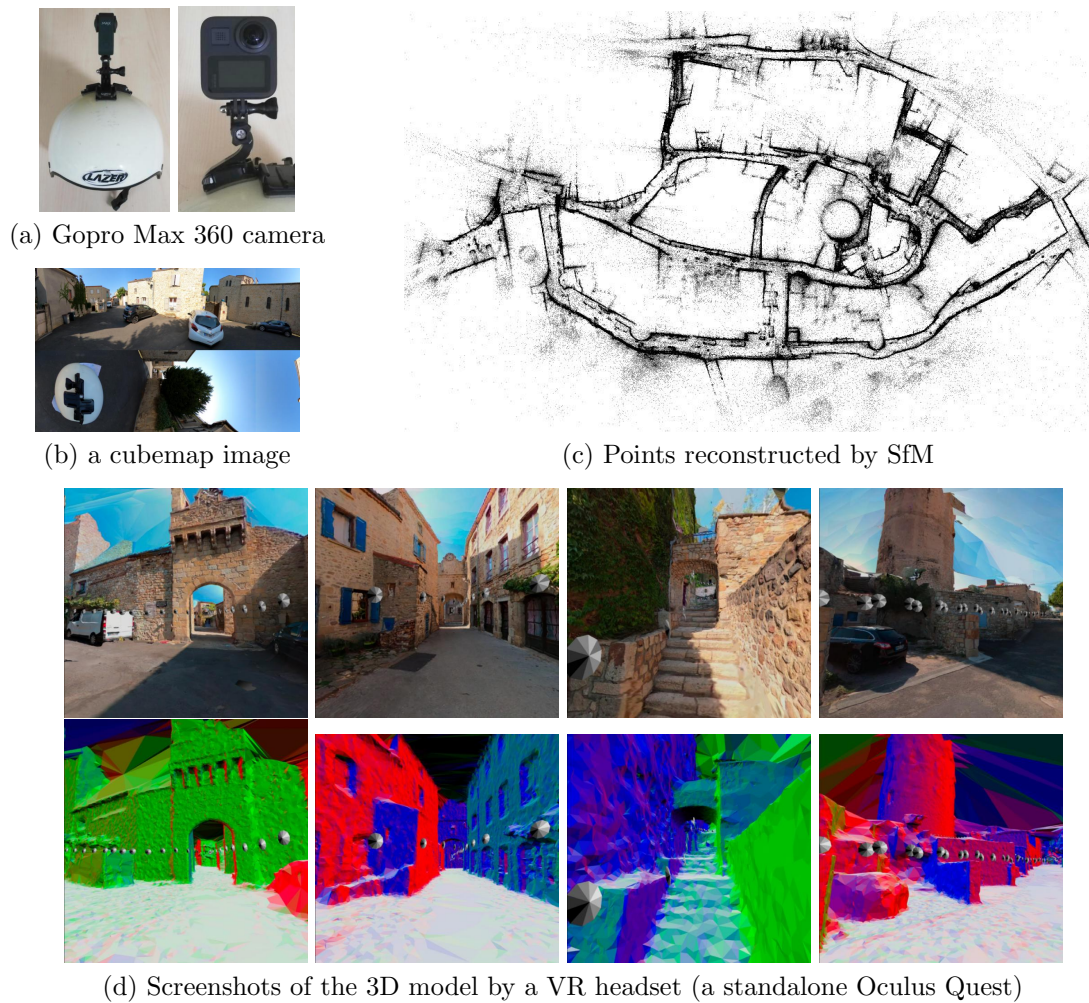 LAZER
(a) Gopro Max 360 camera
(b) a cubemap image
(c) Points reconstructed by SfM
(d) Screenshots of the 3D model by a VR headset (a standalone Oculus Quest)